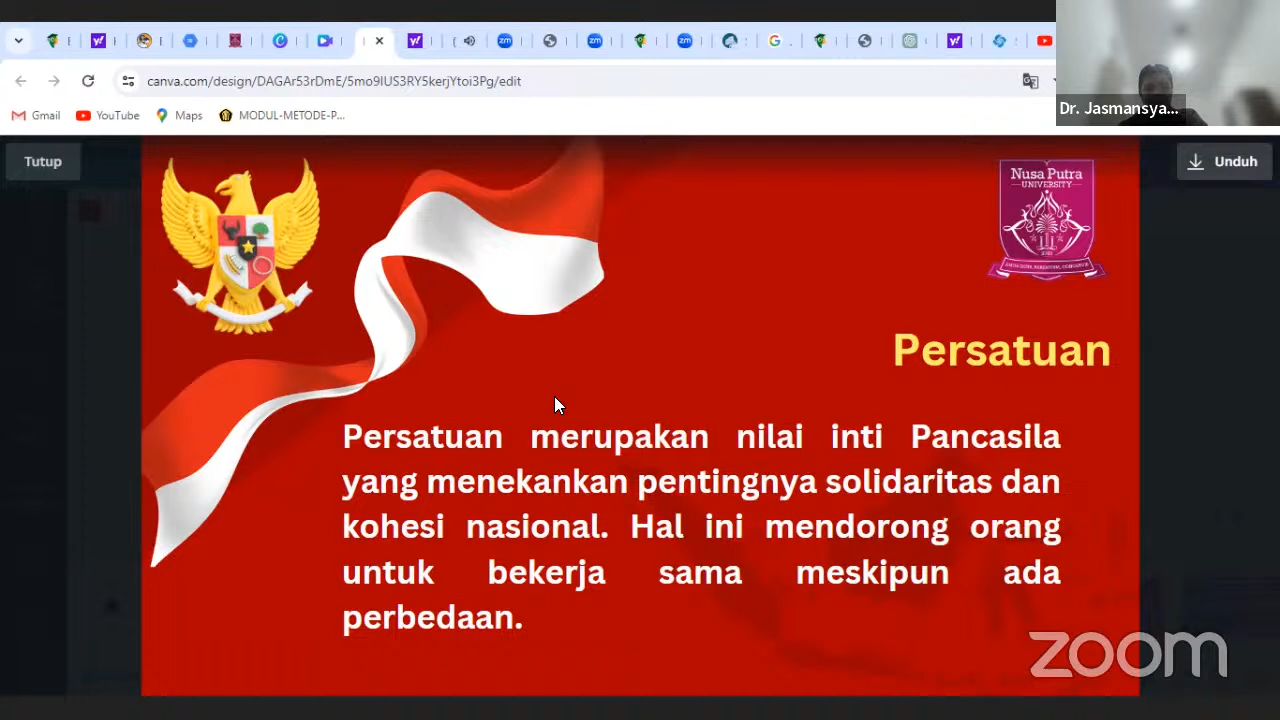 canva.com/design/DAGAr53rDmE/5mo9IUS3RY5kerjYtoi3Pg/edit
Gmail YouTube Maps MODUL-METODE-P...
Dr. Jasmansya...
Tutup
Unduh
Nusa Putra
UNIVERSITY
Persatuan
Persatuan merupakan nilai inti Pancasila
yang menekankan pentingnya solidaritas dan
kohesi nasional. Hal ini mendorong orang
untuk bekerja sama meskipun ada
perbedaan.
zoom